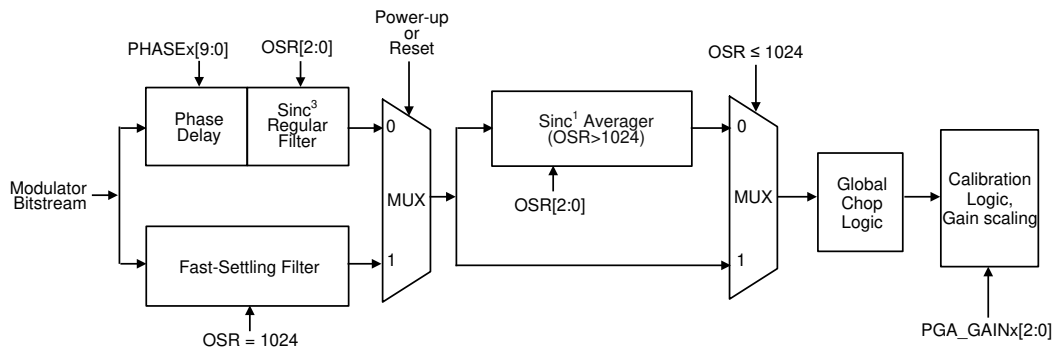 Power-up
or
Reset
PHASEx[9:0]
OSR[2:0]
OSR ≤ 1024
Phase
Delay
Sinc³
Regular
Filter
0
Sinc¹ Averager
(OSR>1024)
0
Modulator
Bitstream
MUX
OSR[2:0]
MUX
Global
Chop
Logic
Calibration
Logic,
Gain scaling
Fast-Settling Filter
1
1
OSR = 1024
PGA_GAINx[2:0]